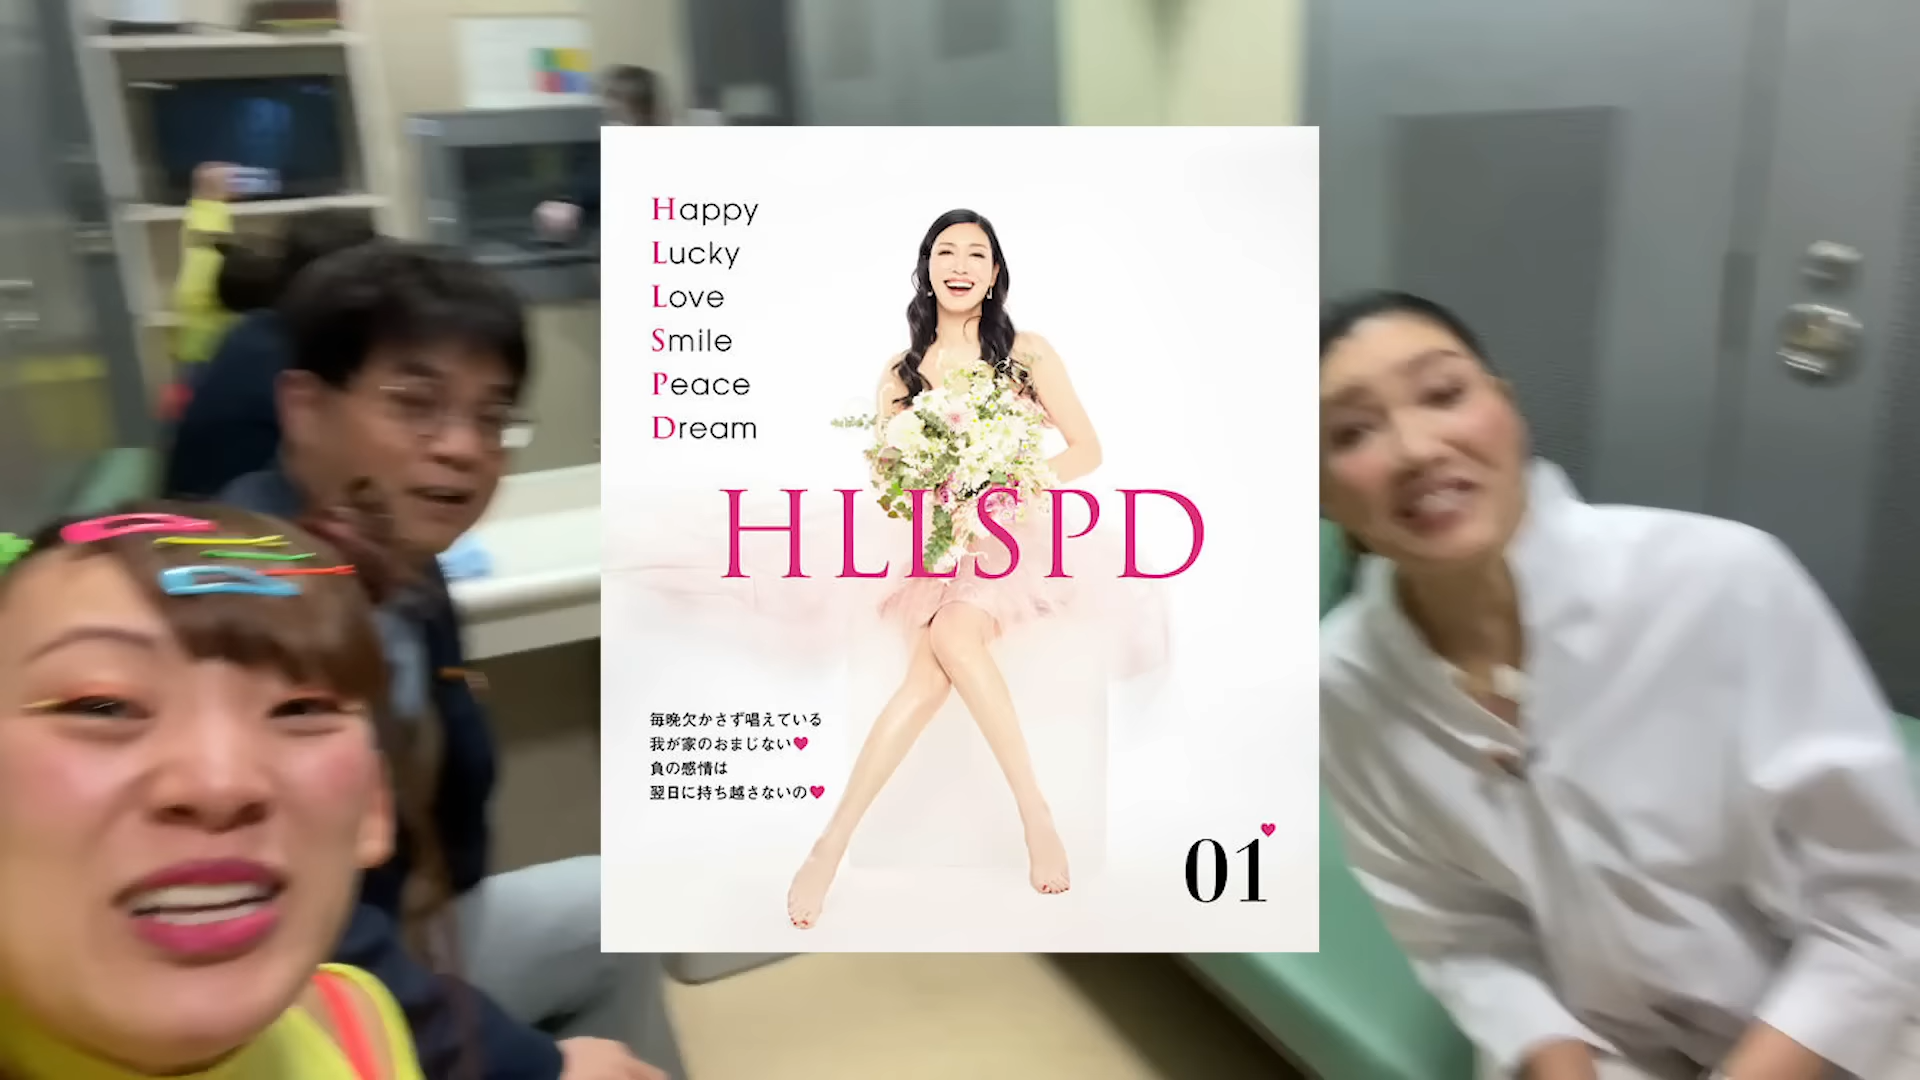 Happy
Lucky
Love
Smile
Peace
Dream
HLLSPD
毎晩欠かさず唱えている
我が家のおまじない♥
負の感情は
翌日に持ち越さないの♥
01